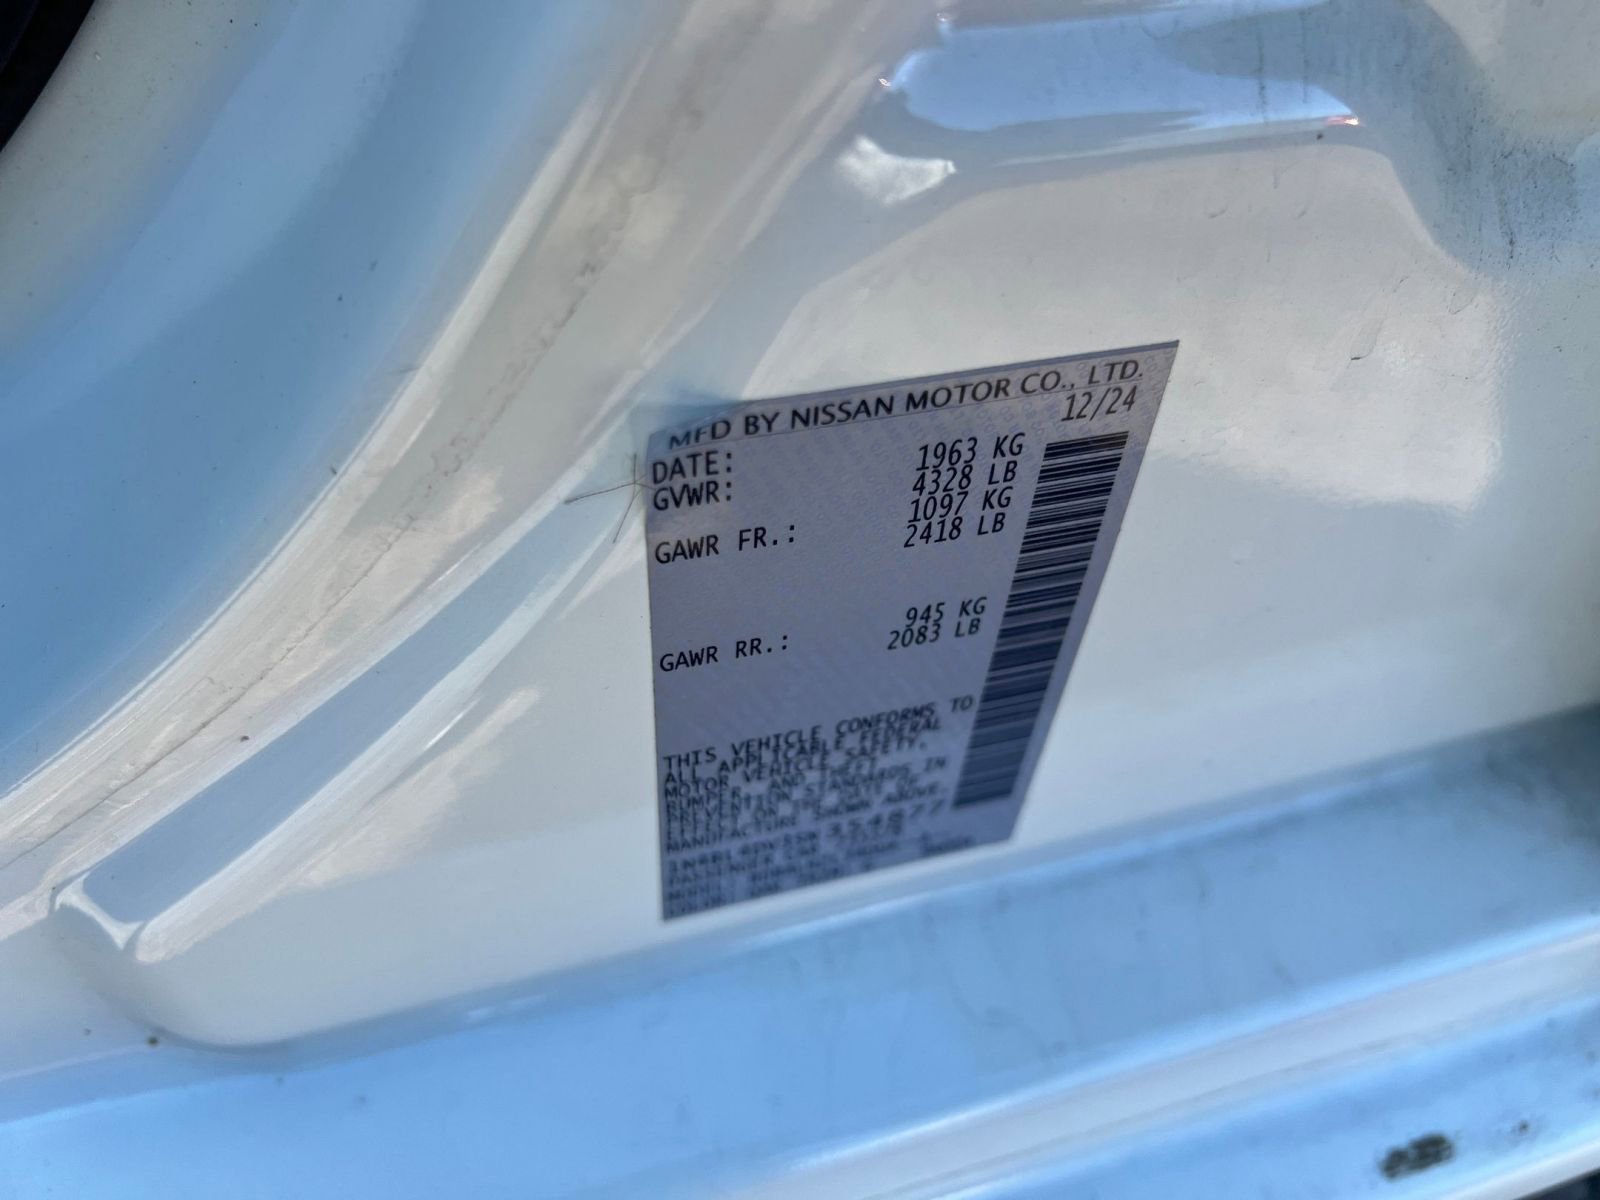 MFD BY NISSAN MOTOR CO., LTD.
DATE: 12/24
GVWR: 1963 KG
4328 LB
GAWR FR.: 1097 KG
2418 LB
GAWR RR.: 945 KG
2083 LB
THIS VEHICLE CONFORMS TO
ALL APPLICABLE FEDERAL
MOTOR VEHICLE SAFETY,
BUMPER, AND THEFT
PREVENTION STANDARDS IN
EFFECT ON THE DATE OF
MANUFACTURE SHOWN ABOVE.
PASSENGER CAR